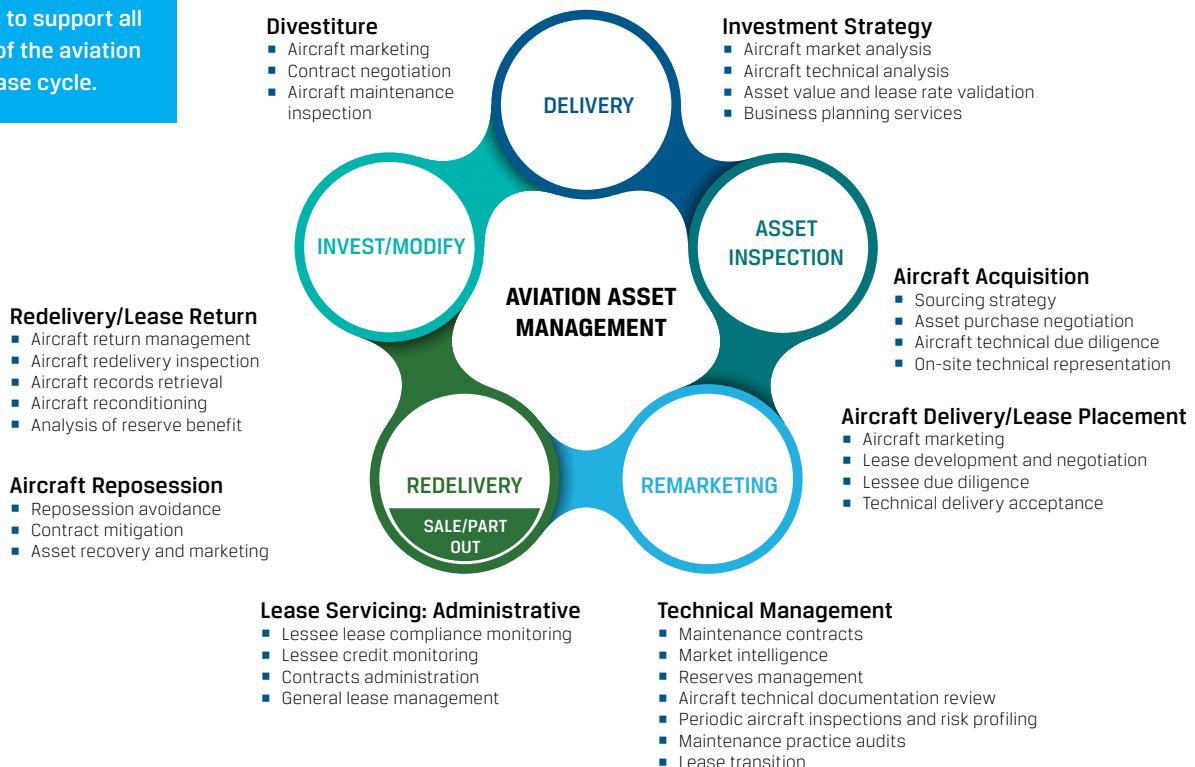 to support all
of the aviation
ase cycle.
Divestiture
Aircraft marketing
Contract negotiation
Aircraft maintenance
inspection
DELIVERY
Investment Strategy
Aircraft market analysis
Aircraft technical analysis
Asset value and lease rate validation
Business planning services
INVEST/MODIFY
ASSET
INSPECTION
AVIATION ASSET
MANAGEMENT
Aircraft Acquisition
Sourcing strategy
Asset purchase negotiation
Aircraft technical due diligence
On-site technical representation
Redelivery/Lease Return
Aircraft return management
Aircraft redelivery inspection
Aircraft records retrieval
Aircraft reconditioning
Analysis of reserve benefit
Aircraft Delivery/Lease Placement
Aircraft marketing
Lease development and negotiation
Lessee due diligence
Technical delivery acceptance
Aircraft Reposession
Reposession avoidance
Contract mitigation
Asset recovery and marketing
REDELIVERY
SALE/PART
OUT
REMARKETING
Lease Servicing: Administrative
Lessee lease compliance monitoring
Lessee credit monitoring
Contracts administration
General lease management
Technical Management
Maintenance contracts
Market intelligence
Reserves management
Aircraft technical documentation review
Periodic aircraft inspections and risk profiling
Maintenance practice audits
Lease transition